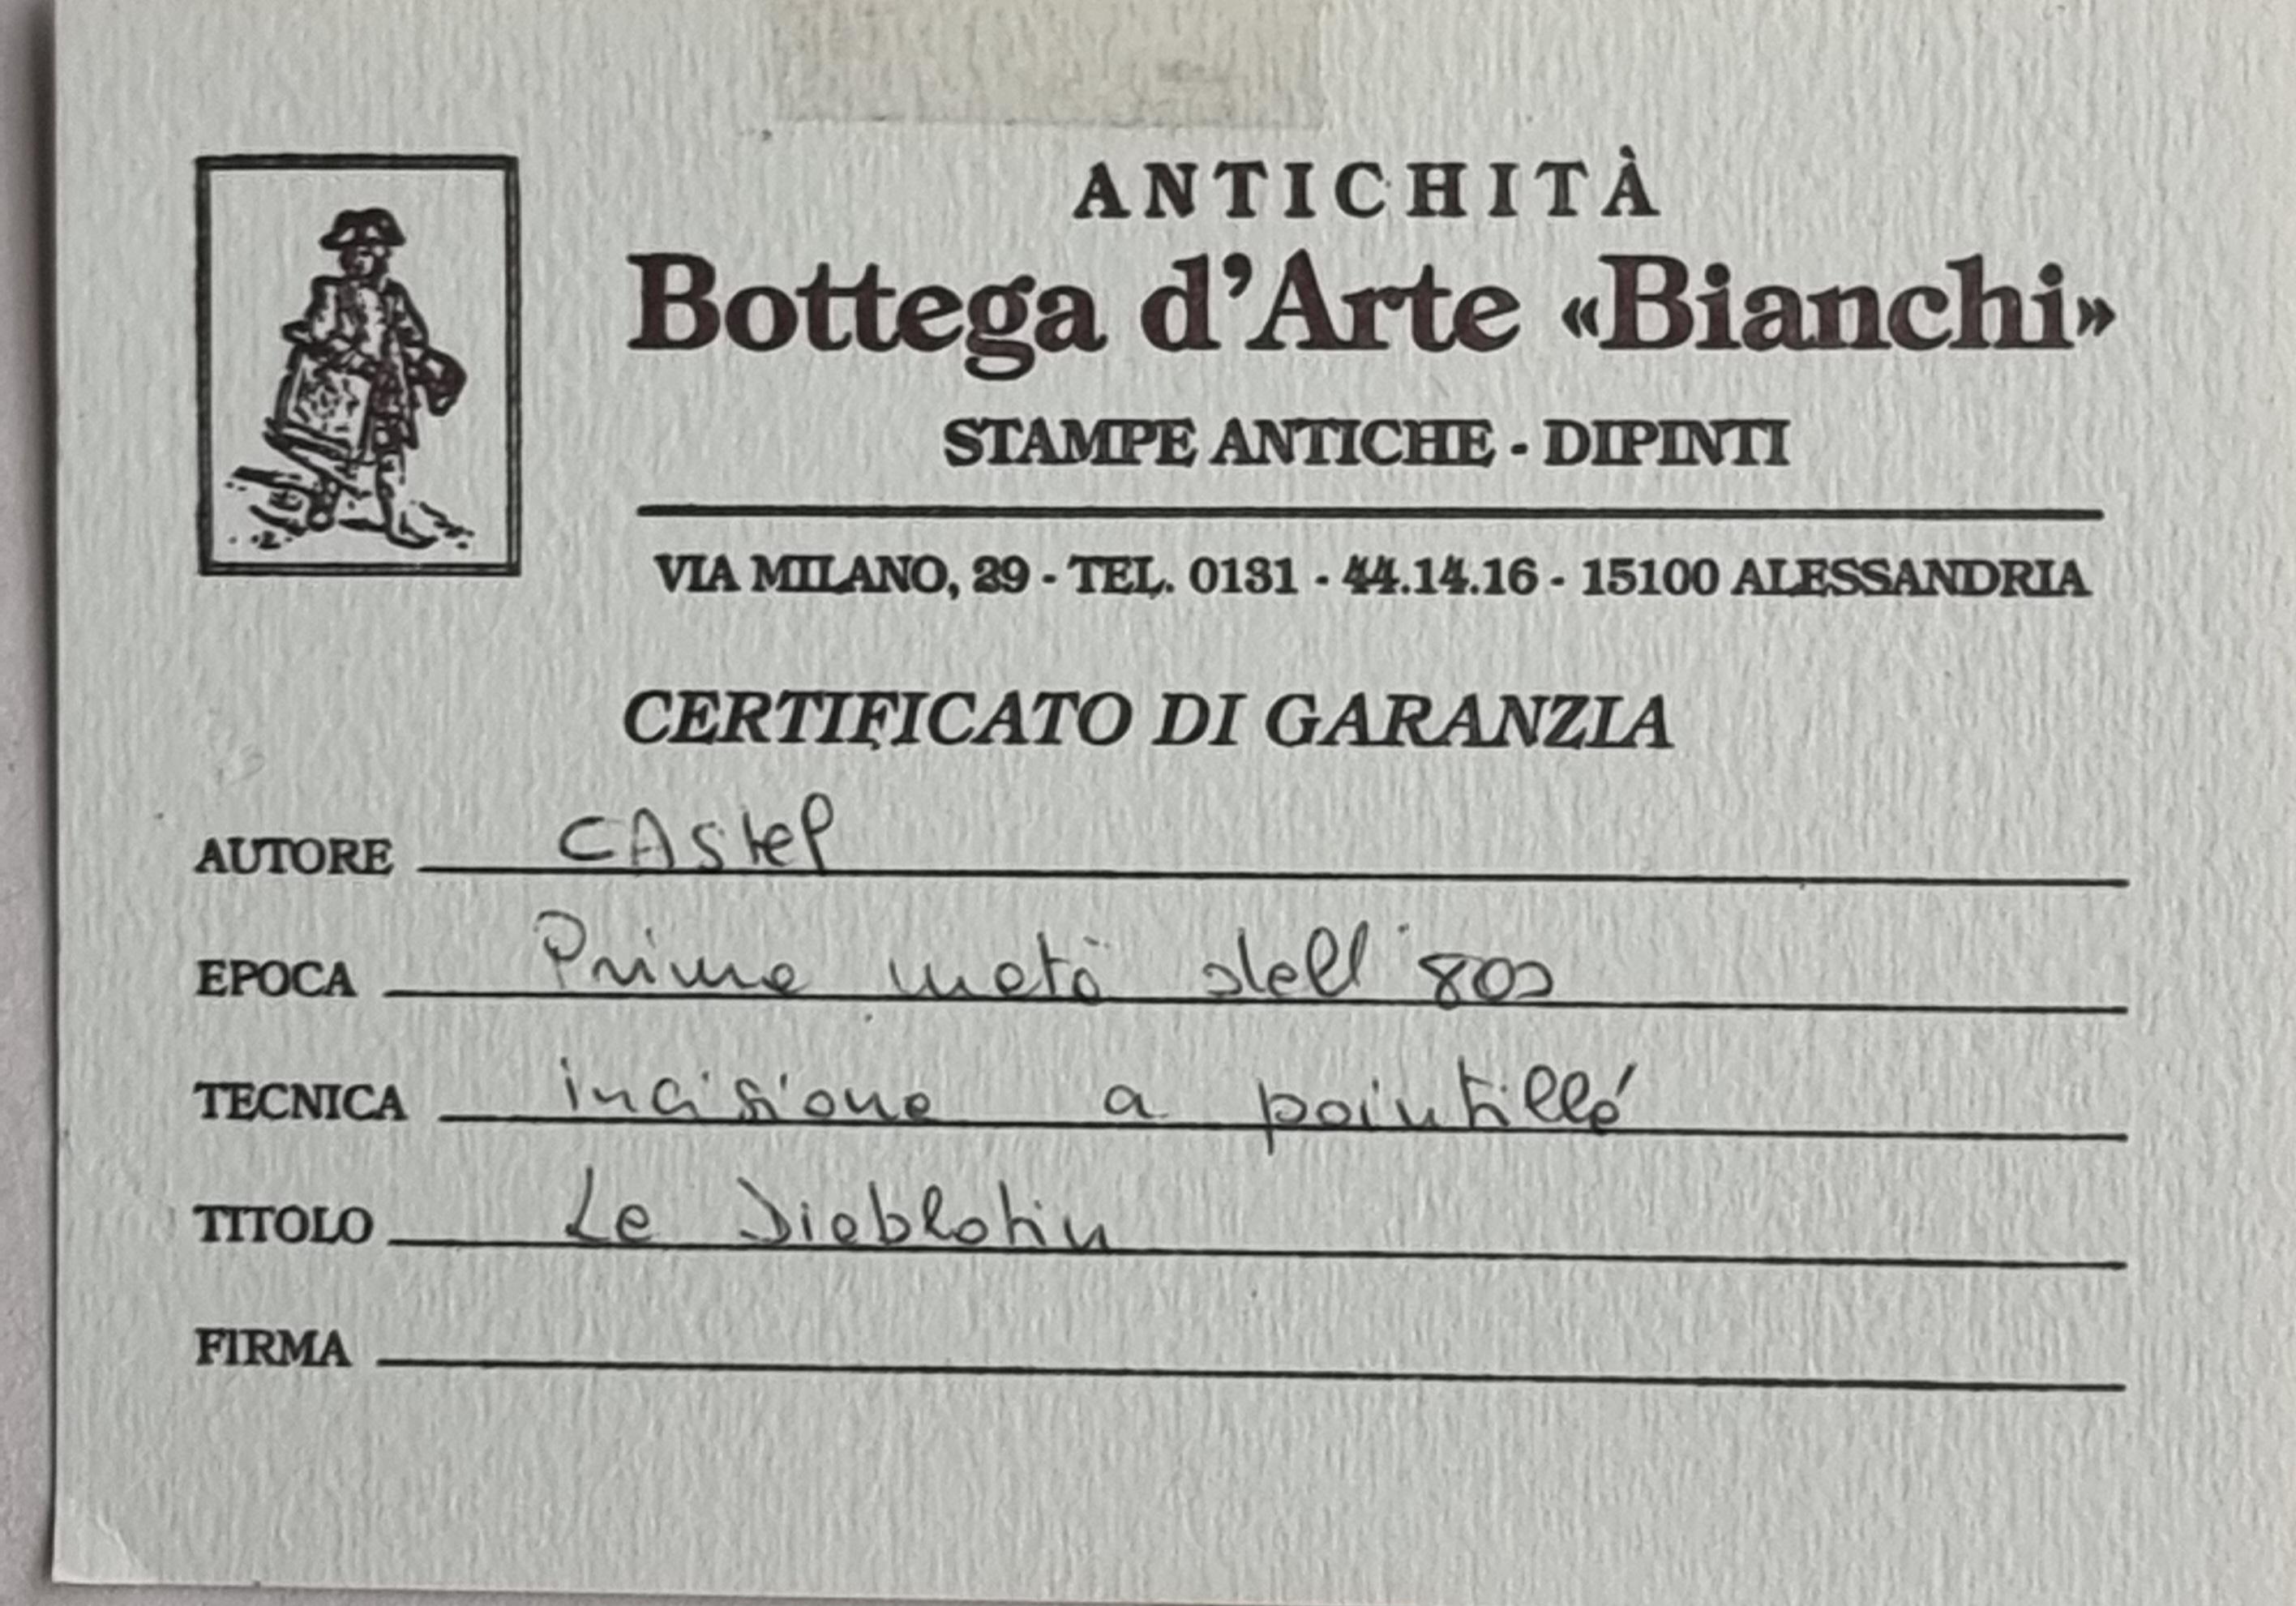 ANTICHITÀ
Bottega d'Arte «Bianchi»
STAMPE ANTICHE - DIPINTI
VIA MILANO, 29 - TEL. 0131 - 44.14.16 - 15100 ALESSANDRIA
CERTIFICATO DI GARANZIA
AUTORE CAstel
EPOCA Prima metà dell'800
TECNICA incisione a pointillé
TITOLO Le Diablotin
FIRMA